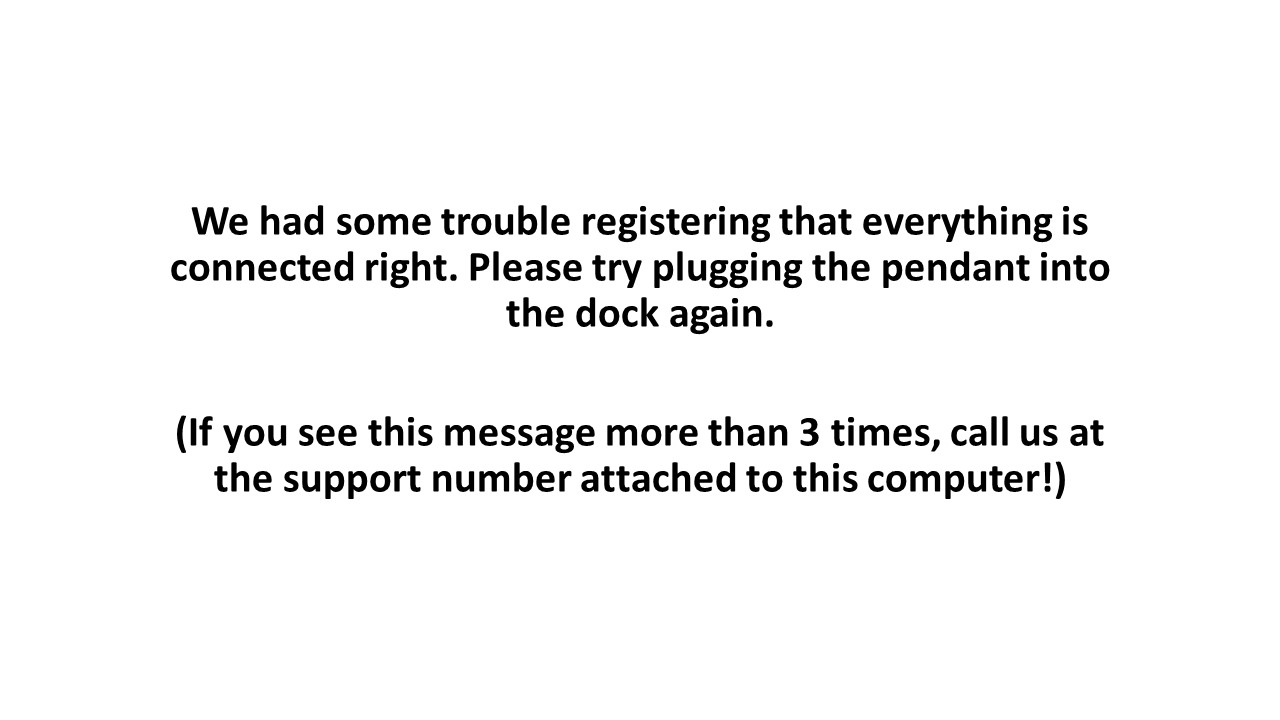 We had some trouble registering that everything is
connected right. Please try plugging the pendant into
the dock again.
(If you see this message more than 3 times, call us at
the support number attached to this computer!)